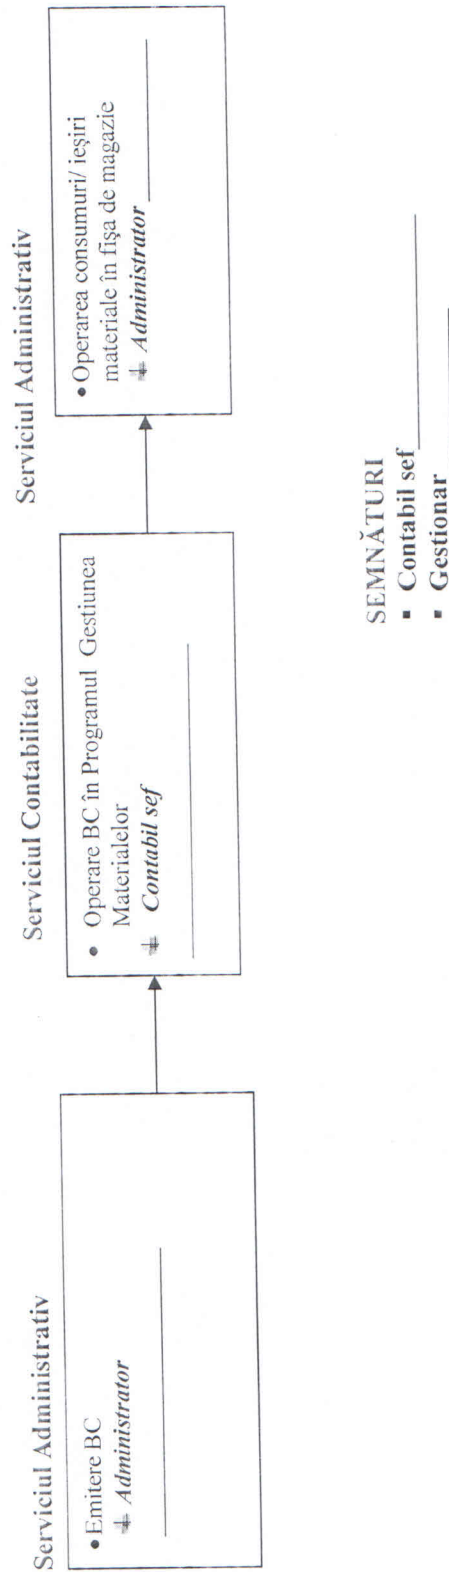 Serviciul Administrativ
• Emitere BC
Administrator
Serviciul Contabilitate
• Operare BC în Programul Gestiunea
Materialelor
Contabil sef
Serviciul Administrativ
• Operarea consumuri/ ieşiri
materiale în fişa de magazie
Administrator
SEMNĂTURI
▪ Contabil sef
▪ Gestionar